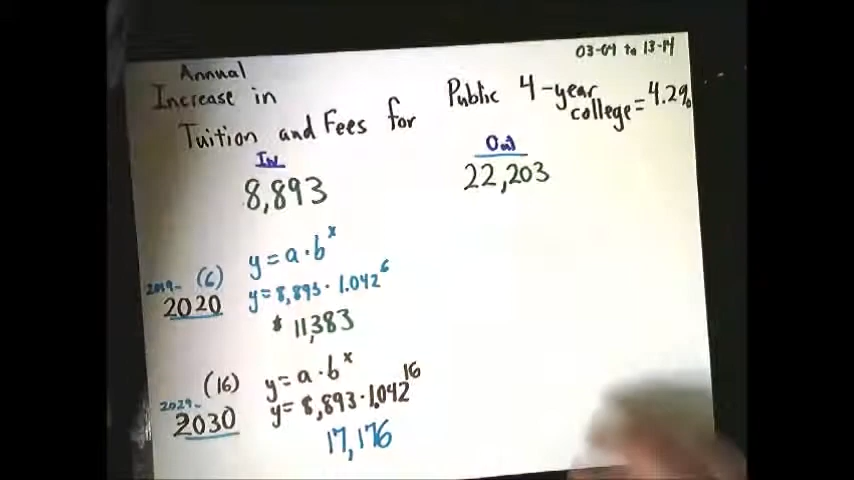 03-04 to 13-14
Annual
Increase in
Tuition and Fees for
Public 4-year
college = 4.2%
In
8,893
Out
22,203
y = a · b^x
2019- (6)
2020
y = 8,893 · 1.042^6
$ 11,383
(16) y = a · b^x
2029-
2030
y = 8,893 · 1.042^16
17,176